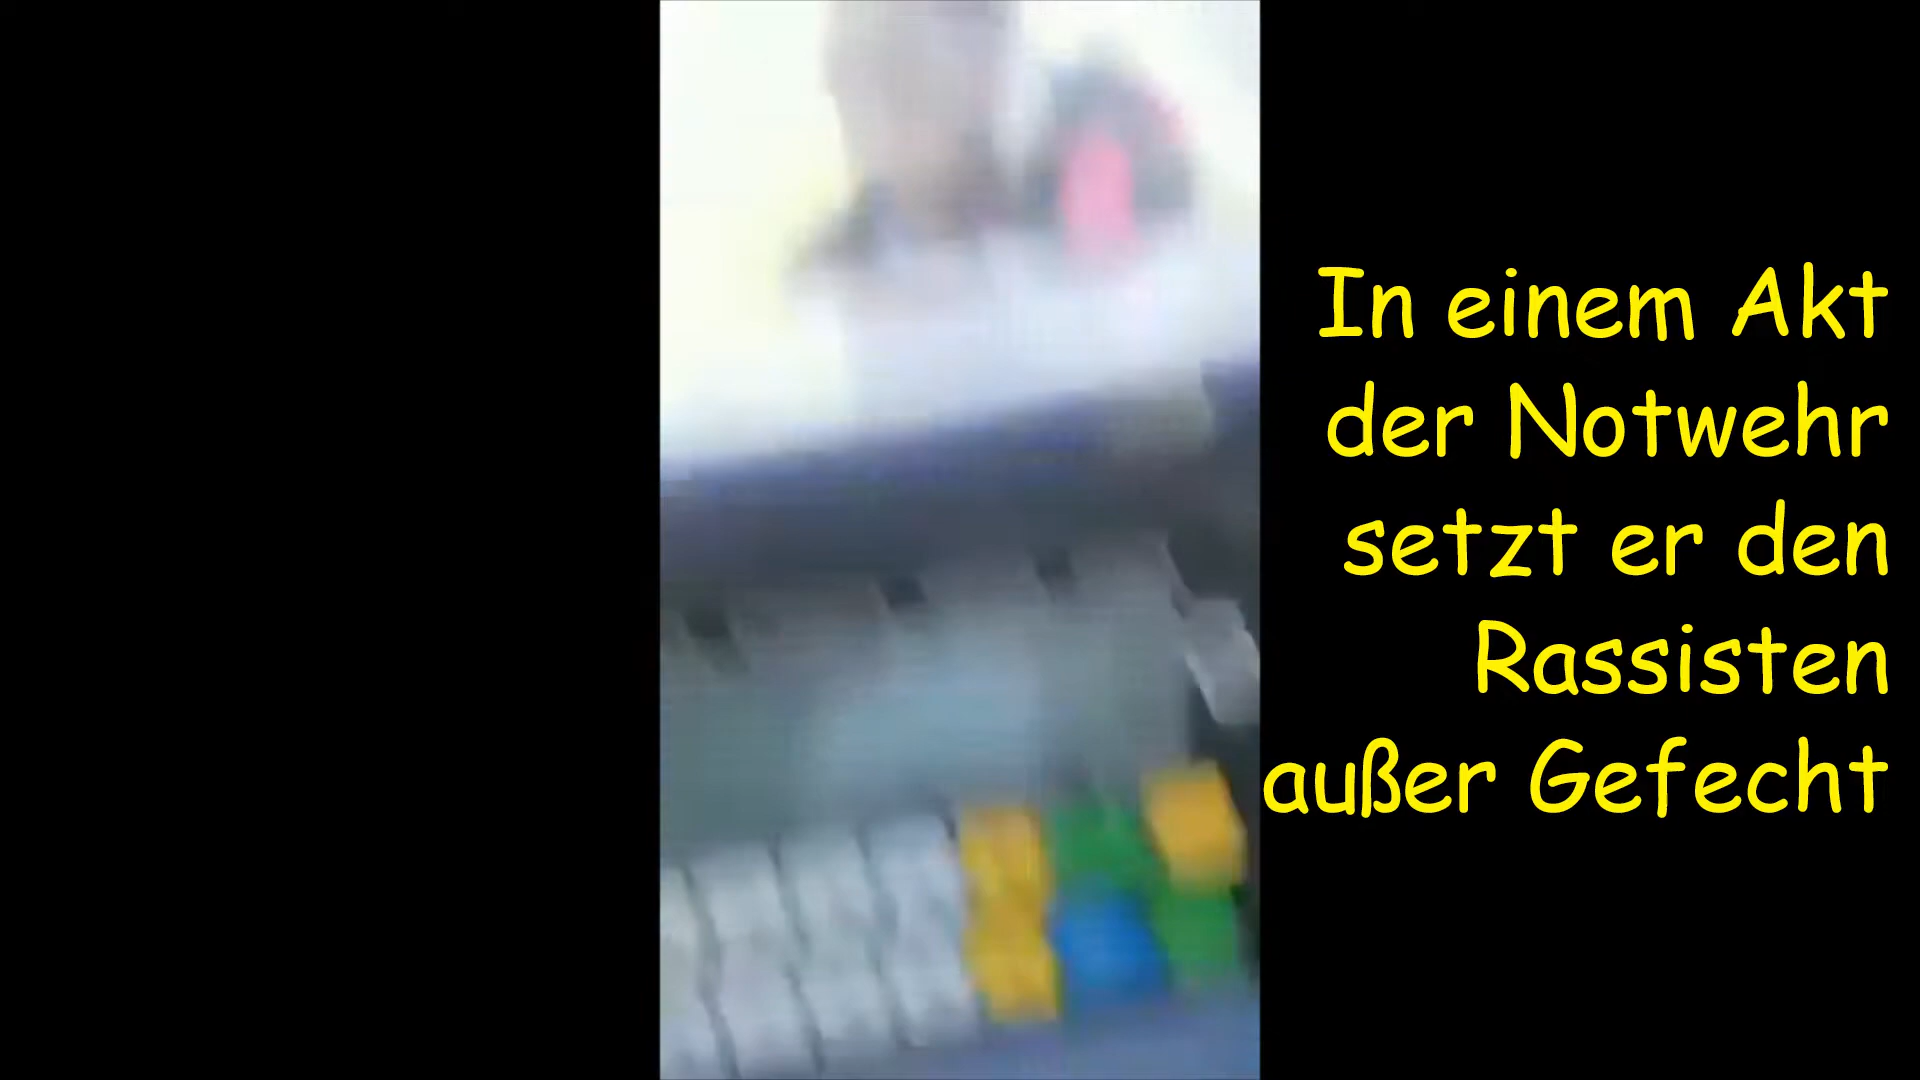 In einem Akt
der Notwehr
setzt er den
Rassisten
außer Gefecht